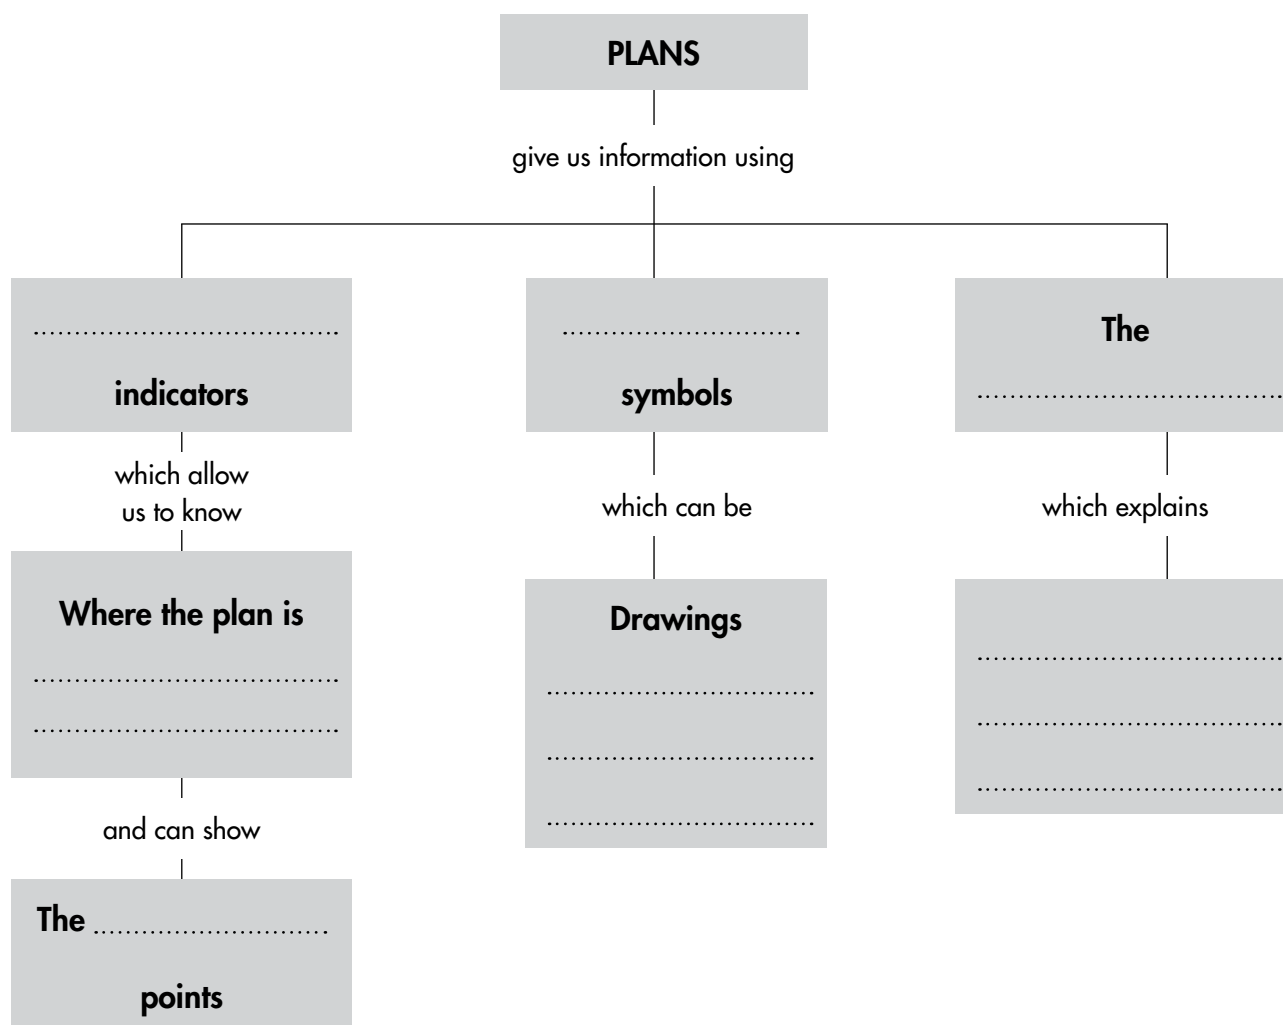 PLANS
give us information using
....................................
indicators
which allow
us to know
Where the plan is
....................................
....................................
and can show
The ............................
points
............................
symbols
which can be
Drawings
................................
................................
................................
The
....................................
which explains
....................................
....................................
....................................